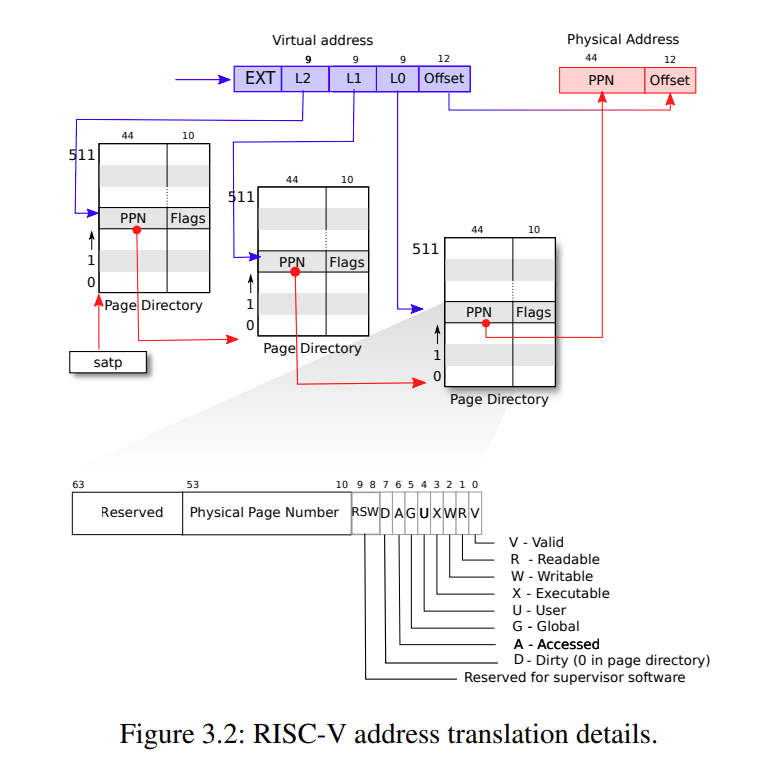 Virtual address
Physical Address
9 9 9 12
44 12
EXT L2 L1 L0 Offset
PPN Offset
44 10
511
PPN Flags
1
0
Page Directory
satp
44 10
511
PPN Flags
1
0
Page Directory
44 10
511
PPN Flags
1
0
Page Directory
63 53 10 9 8 7 6 5 4 3 2 1 0
Reserved Physical Page Number RSW D A G U X W R V
V - Valid
R - Readable
W - Writable
X - Executable
U - User
G - Global
A - Accessed
D - Dirty (0 in page directory)
Reserved for supervisor software
Figure 3.2: RISC-V address translation details.